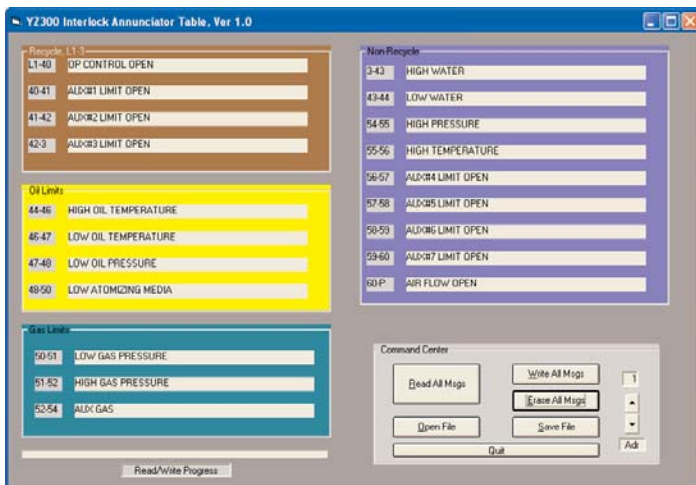 YZ300 Interlock Annunciator Table, Ver 1.0
Recycle, L1-3
L1-40 OP CONTROL OPEN
40-41 AUX#1 LIMIT OPEN
41-42 AUX#2 LIMIT OPEN
42-3 AUX#3 LIMIT OPEN
Oil Limits
44-46 HIGH OIL TEMPERATURE
46-47 LOW OIL TEMPERATURE
47-48 LOW OIL PRESSURE
48-50 LOW ATOMIZING MEDIA
Gas Limits
50-51 LOW GAS PRESSURE
51-52 HIGH GAS PRESSURE
52-54 AUX GAS
Read/Write Progress
Non-Recycle
3-43 HIGH WATER
43-44 LOW WATER
54-55 HIGH PRESSURE
55-56 HIGH TEMPERATURE
56-57 AUX#4 LIMIT OPEN
57-58 AUX#5 LIMIT OPEN
58-59 AUX#6 LIMIT OPEN
59-60 AUX#7 LIMIT OPEN
60-P AIR FLOW OPEN
Command Center
Read All Msgs
Write All Msgs
1
Erase All Msgs
Open File
Save File
Adr
Quit